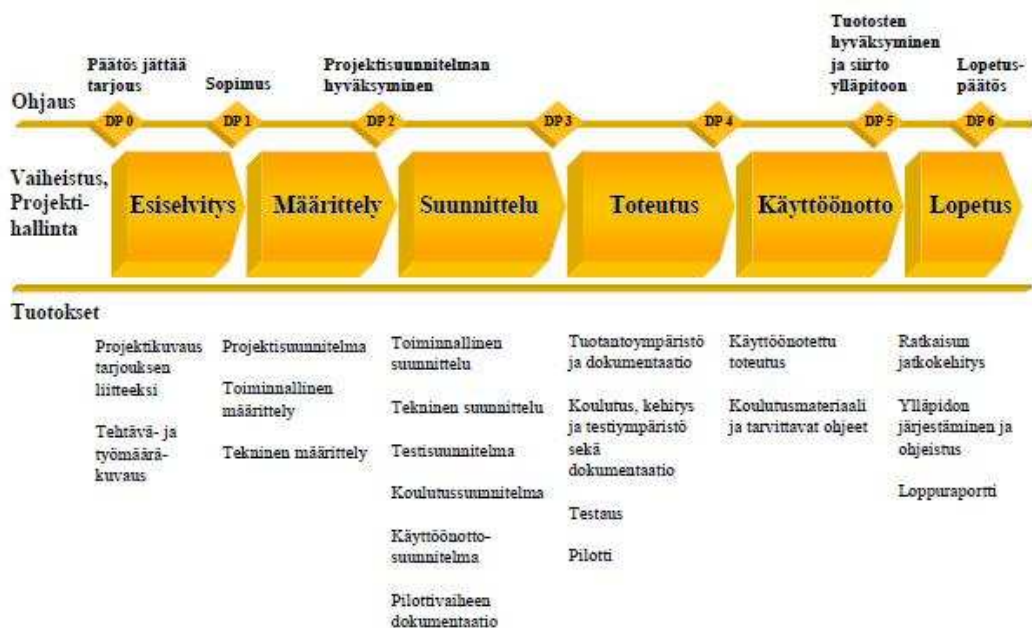 Päätös jättää
tarjous
Sopimus
Projektisuunnitelman
hyväksyminen
Tuotosten
hyväksyminen
ja siirto
ylläpitoon
Lopetus-
päätös
Ohjaus
DP 0
DP 1
DP 2
DP 3
DP 4
DP 5
DP 6
Vaiheistus,
Projekti-
hallinta
Esiselvitys
Määrittely
Suunnittelu
Toteutus
Käyttöönotto
Lopetus
Tuotokset
Projektikuvaus
tarjouksen
liitteeksi
Tehtävä- ja
työmäärä-
kuvaus
Projektisuunnitelma
Toiminnallinen
määrittely
Tekninen määrittely
Toiminnallinen
suunnittelu
Tekninen suunnittelu
Testisuunnitelma
Koulutussuunnitelma
Käyttöönotto-
suunnitelma
Pilottivaiheen
dokumentaatio
Tuotantoympäristö
ja dokumentaatio
Koulutus, kehitys
ja testiympäristö
sekä
dokumentaatio
Testaus
Pilotti
Käyttöönotettu
toteutus
Koulutusmateriaali
ja tarvittavat ohjeet
Ratkaisun
jatkokehitys
Ylläpidon
järjestäminen ja
ohjeistus
Loppuraportti